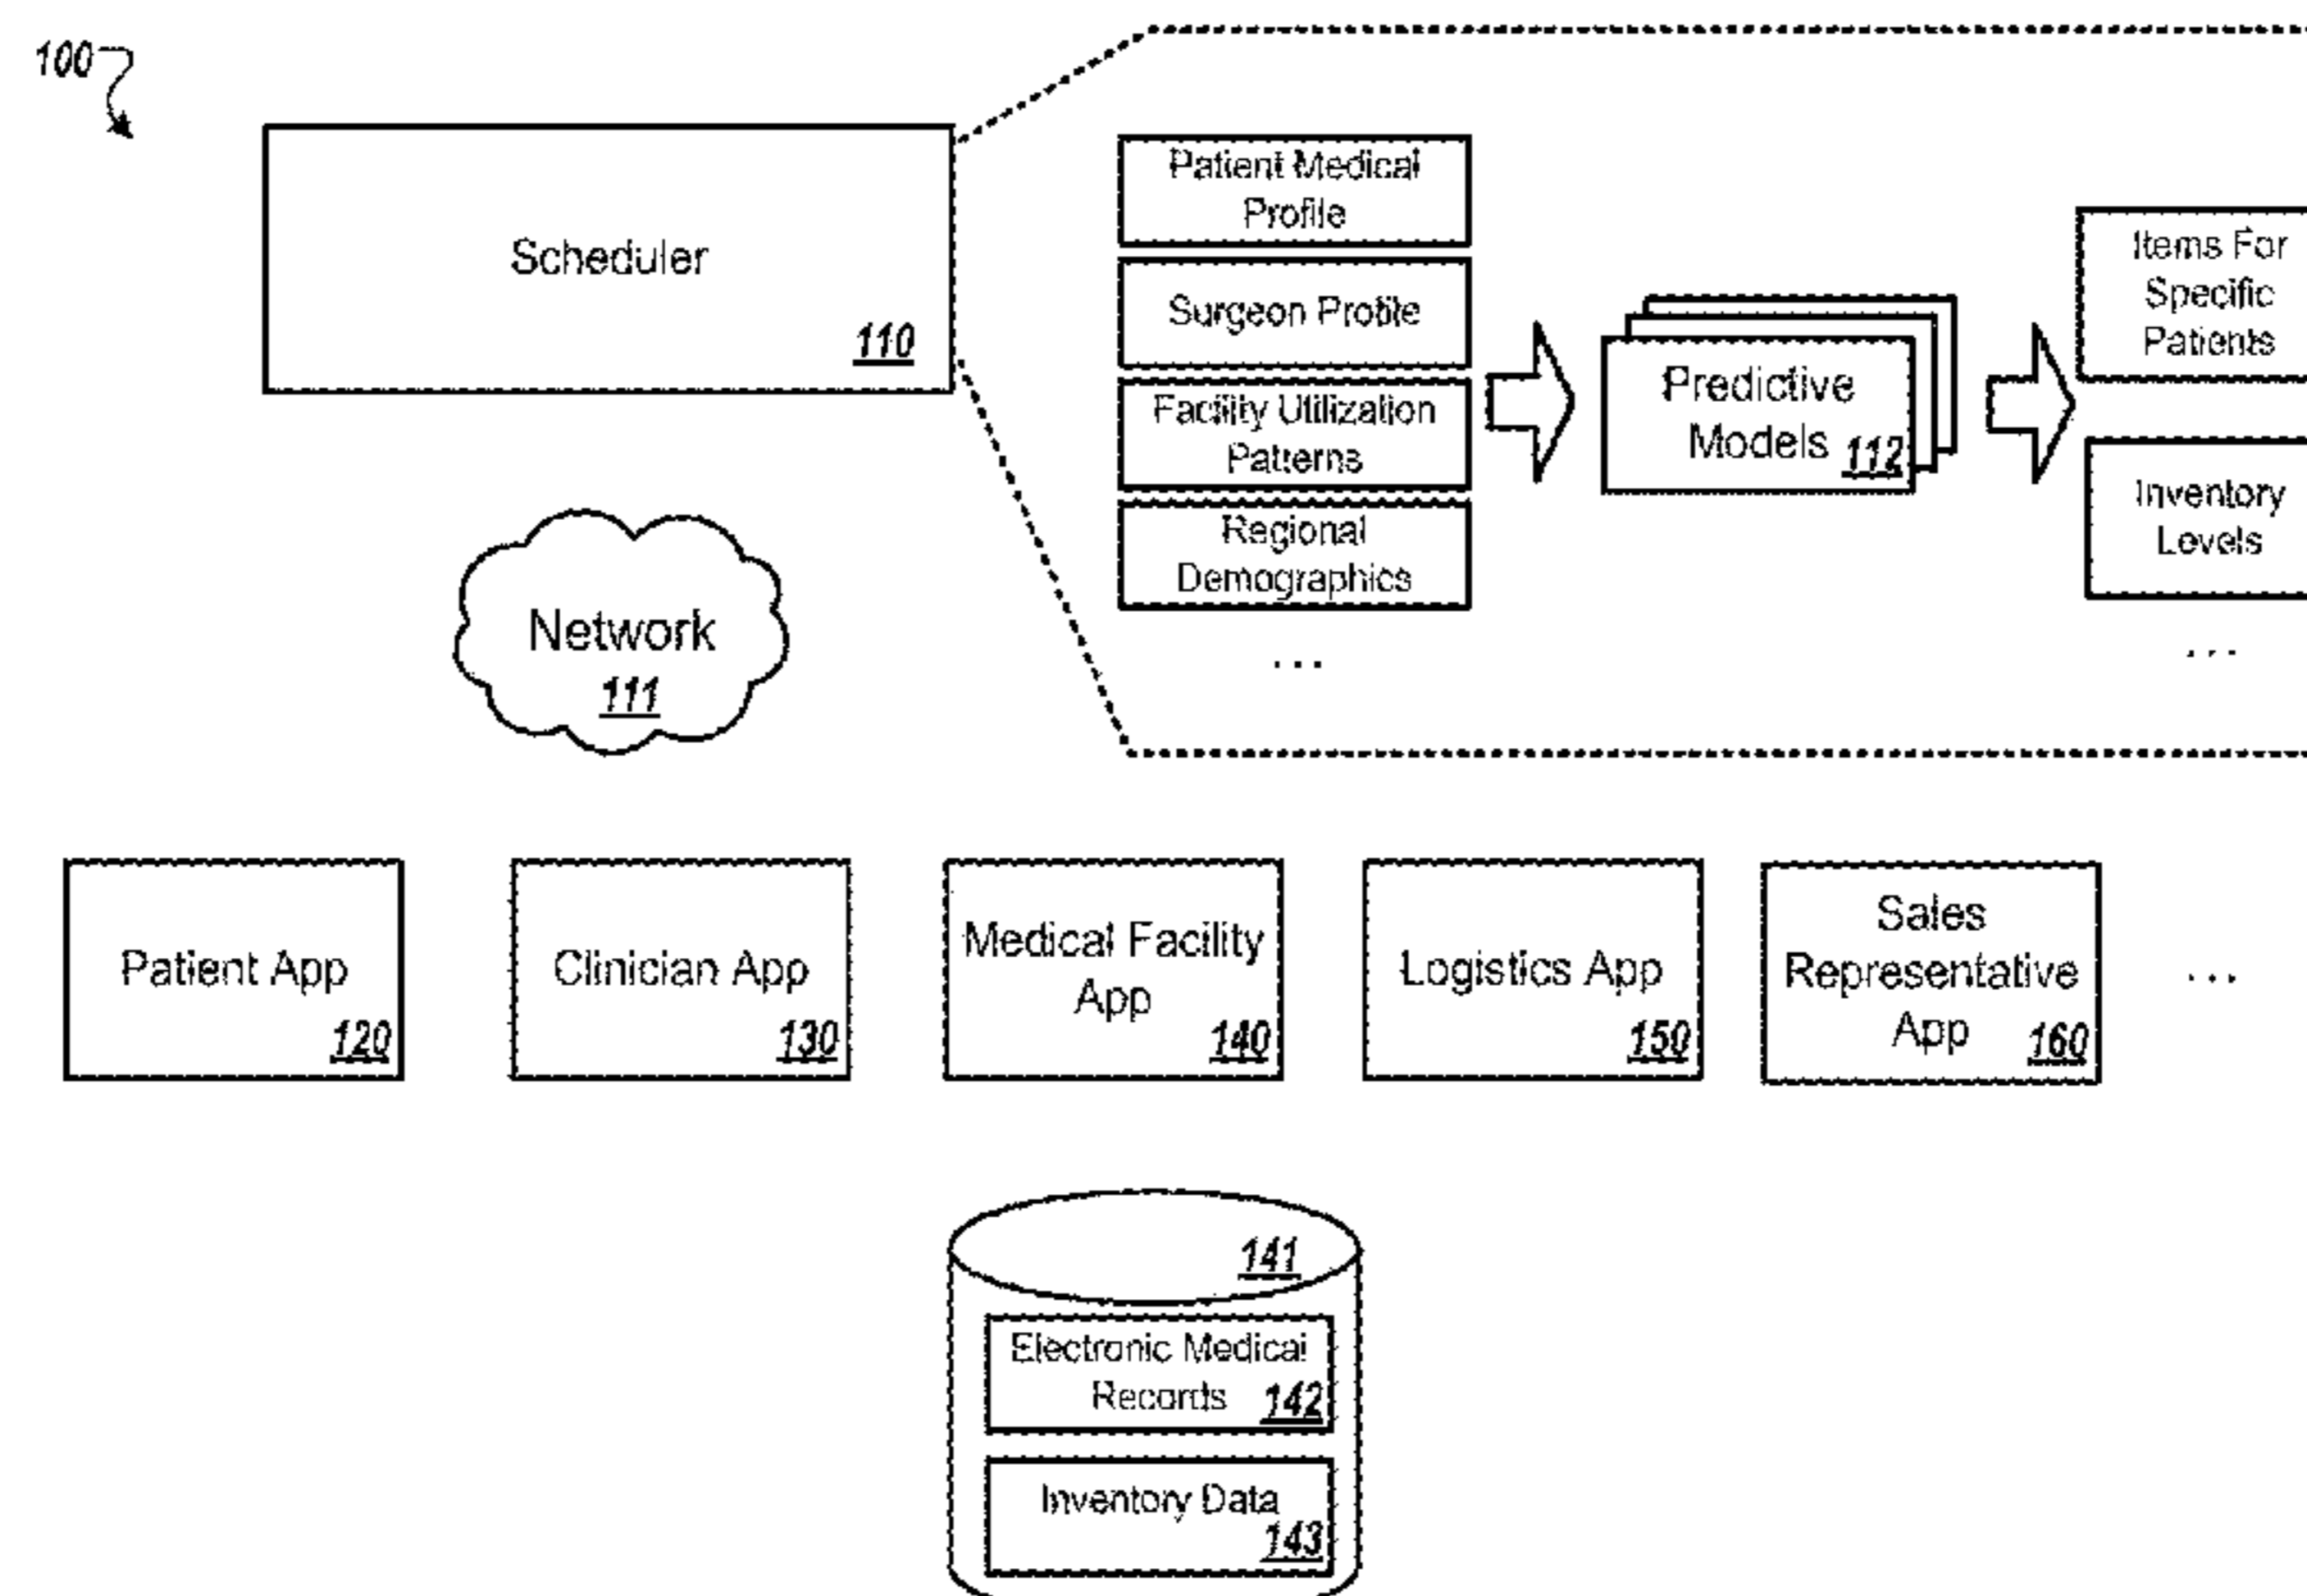 100
Scheduler
110
Patient Medical
Profile
Surgeon Profile
Facility Utilization
Patterns
Regional
Demographics
...
Predictive
Models 112
Items For
Specific
Patients
Inventory
Levels
...
Network
111
Patient App
120
Clinician App
130
Medical Facility
App
140
Logistics App
150
Sales
Representative
App 160
...
141
Electronic Medical
Records 142
Inventory Data
143